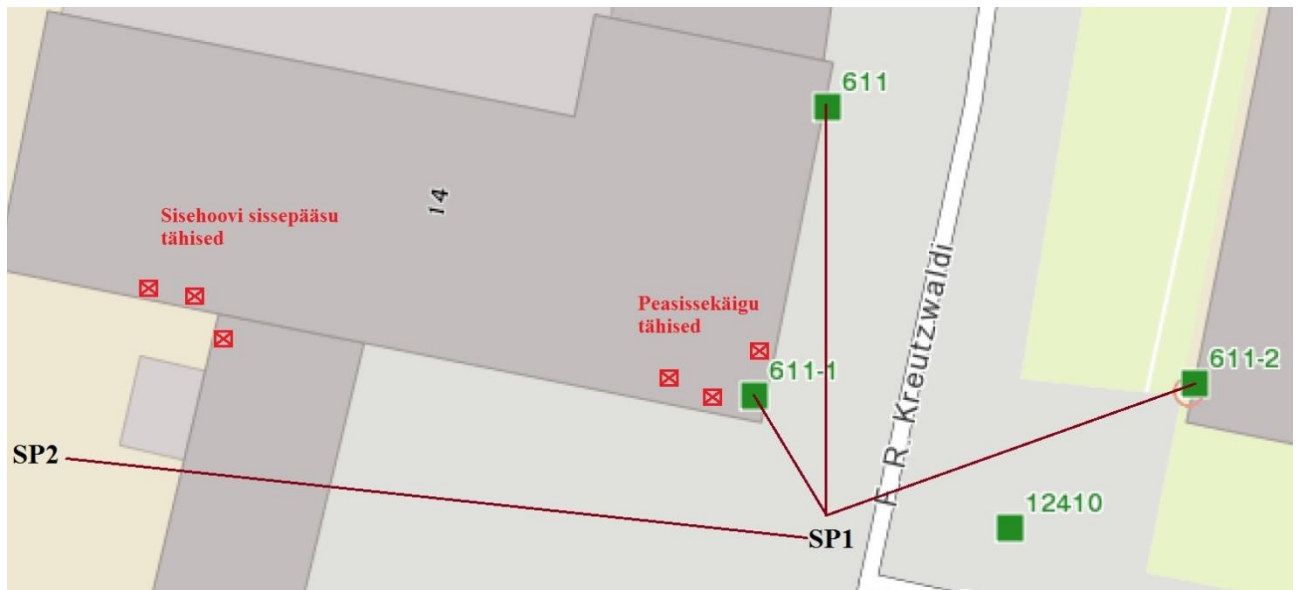 611
14
Sisehoovi sissepääsu
tähised
Peasissekäigu
tähised
611-1
611-2
F. R. Kreutzwaldi
SP2
12410
SP1